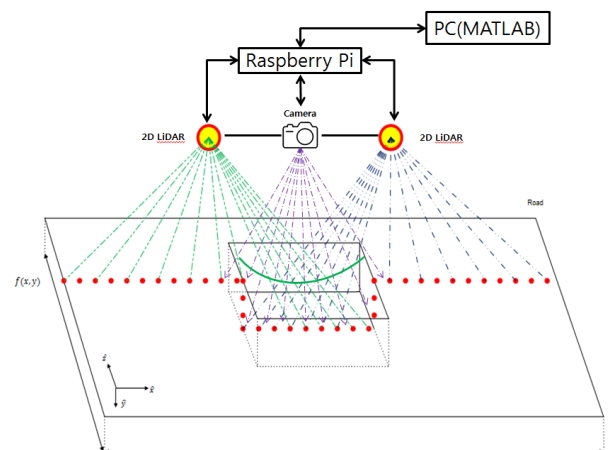 PC(MATLAB)
Raspberry Pi
Camera
2D LiDAR
2D LiDAR
Road
f(x,y)